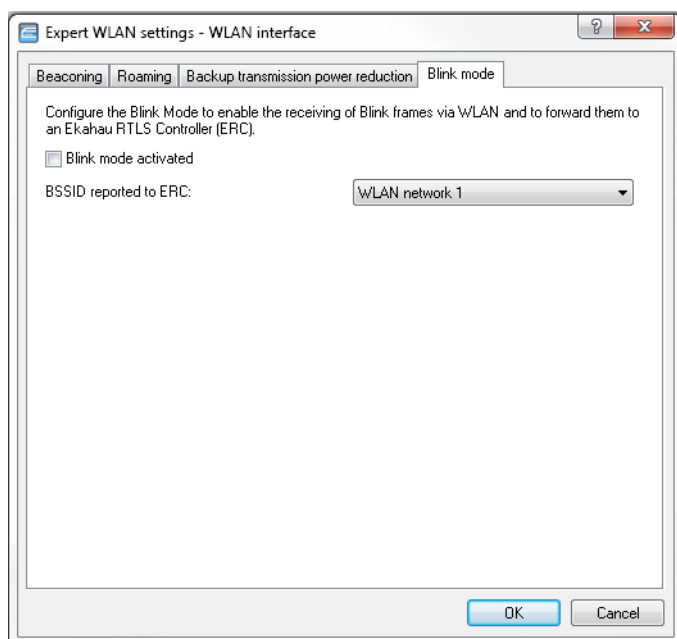 Expert WLAN settings - WLAN interface
Beaconing Roaming Backup transmission power reduction Blink mode
Configure the Blink Mode to enable the receiving of Blink frames via WLAN and to forward them to
an Ekahau RTLS Controller (ERC).
Blink mode activated
BSSID reported to ERC: WLAN network 1
OK Cancel